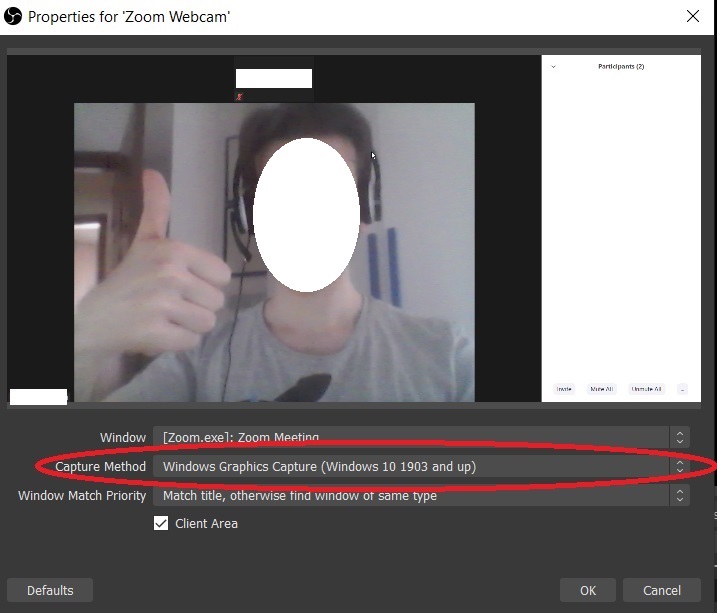 Properties for 'Zoom Webcam'
Participants (2)
Invite Mute All Unmute All ...
Window [Zoom.exe]: Zoom Meeting
Capture Method Windows Graphics Capture (Windows 10 1903 and up)
Window Match Priority Match title, otherwise find window of same type
Client Area
Defaults OK Cancel